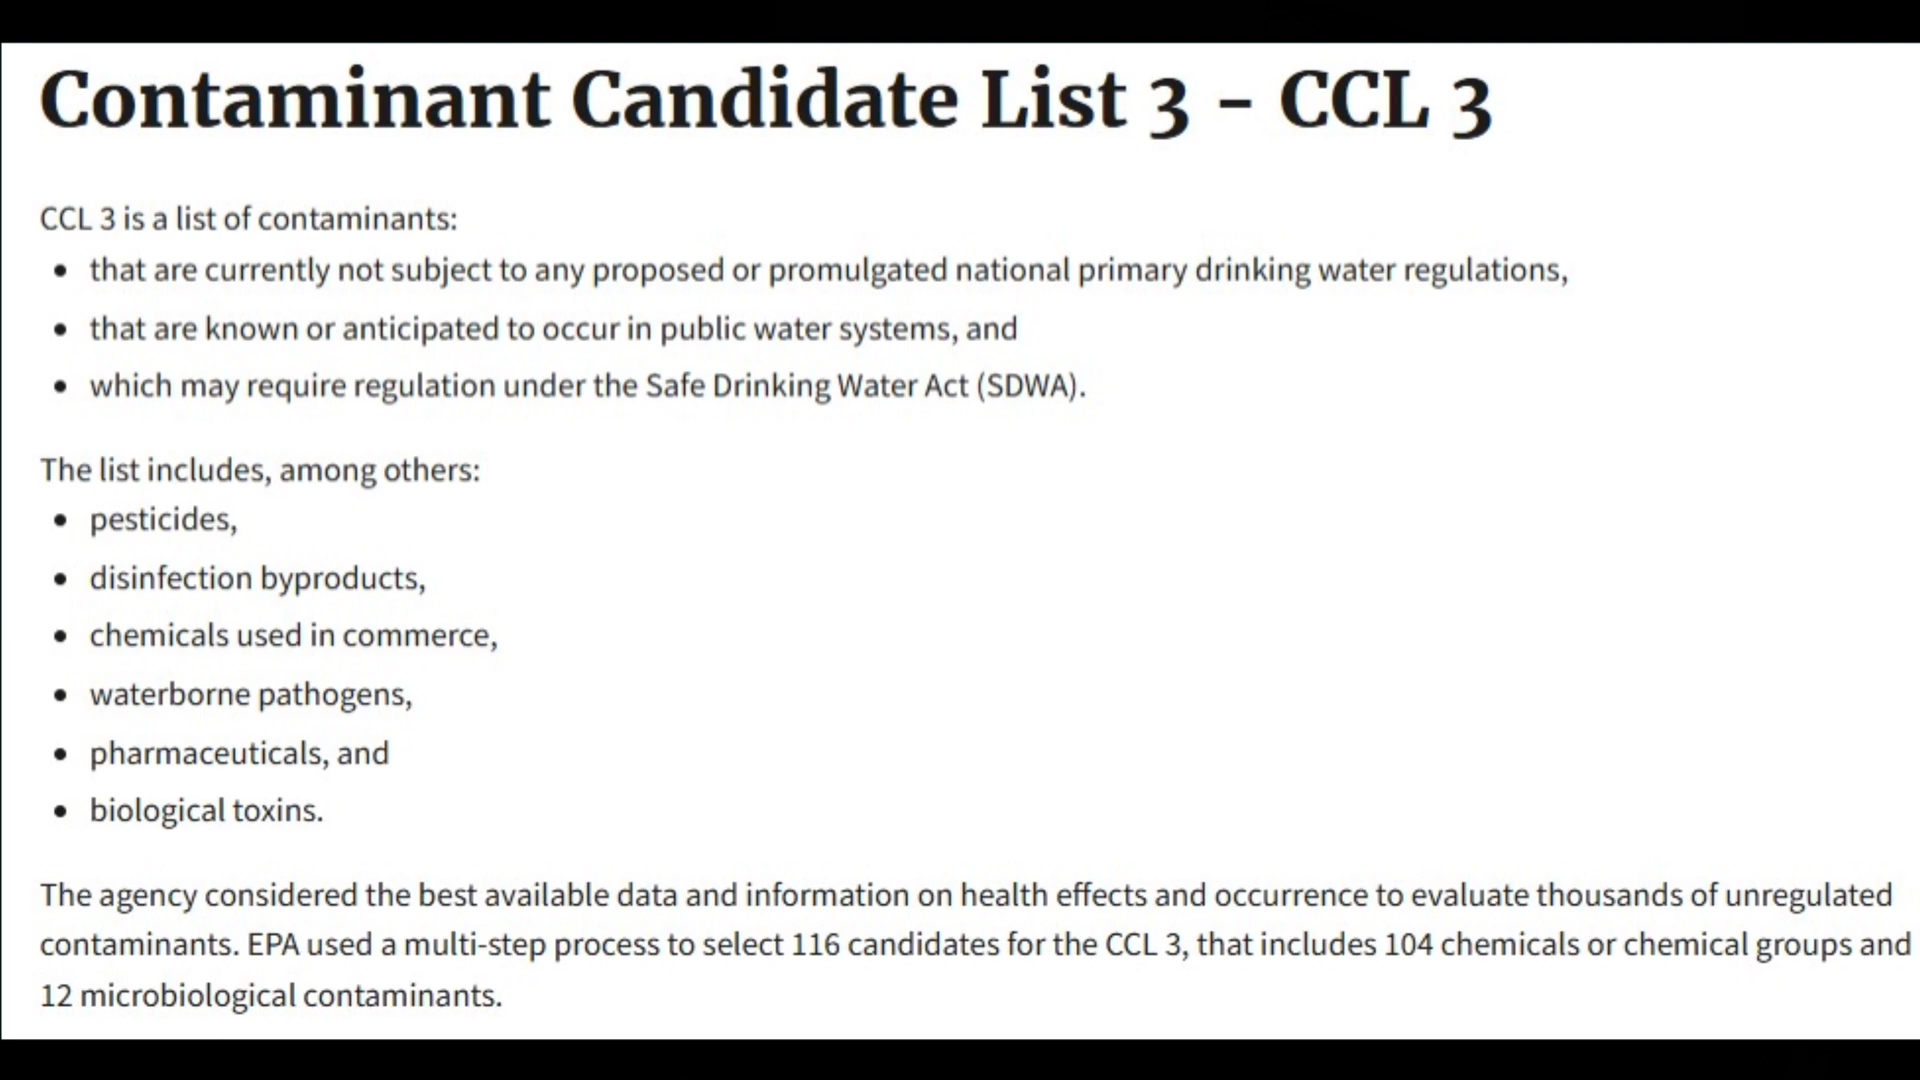 Contaminant Candidate List 3 - CCL 3
CCL 3 is a list of contaminants:
• that are currently not subject to any proposed or promulgated national primary drinking water regulations,
• that are known or anticipated to occur in public water systems, and
• which may require regulation under the Safe Drinking Water Act (SDWA).
The list includes, among others:
• pesticides,
• disinfection byproducts,
• chemicals used in commerce,
• waterborne pathogens,
• pharmaceuticals, and
• biological toxins.
The agency considered the best available data and information on health effects and occurrence to evaluate thousands of unregulated
contaminants. EPA used a multi-step process to select 116 candidates for the CCL 3, that includes 104 chemicals or chemical groups and
12 microbiological contaminants.